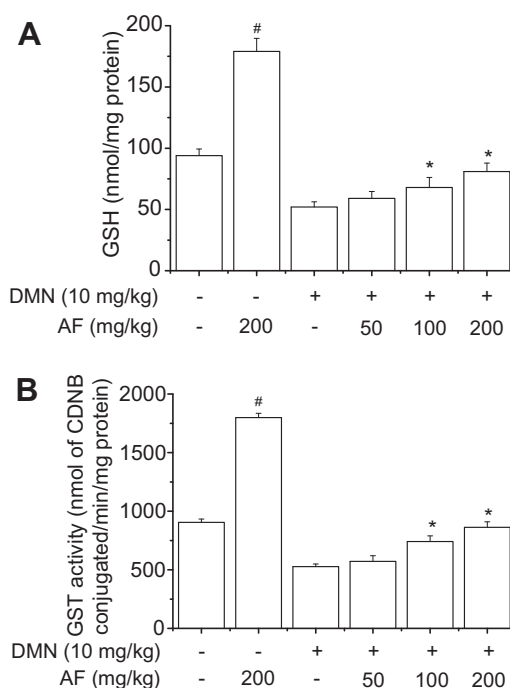 A
GSH (nmol/mg protein)
200
150
100
50
0
#
*
*
DMN (10 mg/kg) - - + + + +
AF (mg/kg) - 200 - 50 100 200
B
GST activity (nmol of CDNB
conjugated/min/mg protein)
2000
1500
1000
500
0
#
*
*
DMN (10 mg/kg) - - + + + +
AF (mg/kg) - 200 - 50 100 200